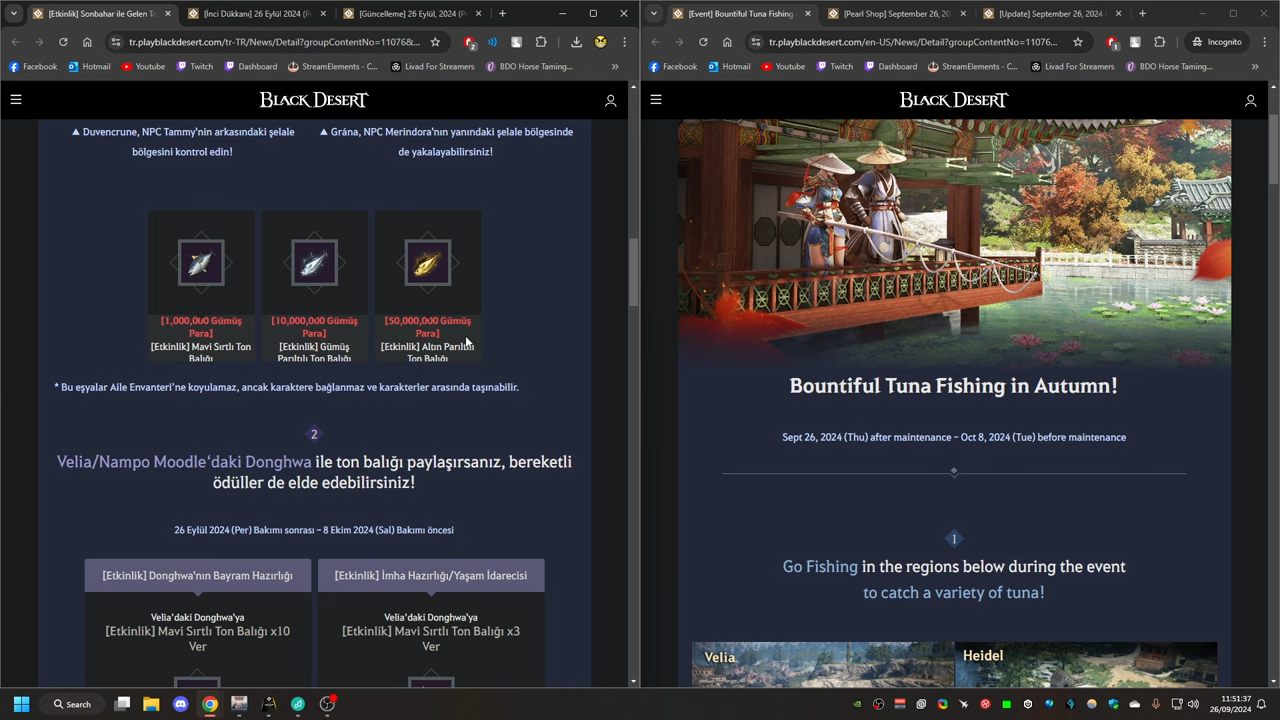 [Etkinlik] Sonbahar ile Gelen T
[İnci Dükkanı] 26 Eylül 2024 (Pe
[Güncelleme] 26 Eylül, 2024 (Pe
tr.playblackdesert.com/tr-TR/News/Detail?groupContentNo=11076&...
Facebook
Hotmail
Youtube
Twitch
Dashboard
StreamElements - C...
Livad For Streamers
BDO Horse Taming...
BLACK DESERT
▲ Duvencrune, NPC Tammy'nin arkasındaki şelale
bölgesini kontrol edin!
▲ Grána, NPC Merindora'nın yanındaki şelale bölgesinde
de yakalayabilirsiniz!
[1,000,000 Gümüş
Para]
[Etkinlik] Mavi Sırtlı Ton
Balığı
[10,000,000 Gümüş
Para]
[Etkinlik] Gümüş
Parıltılı Ton Balığı
[50,000,000 Gümüş
Para]
[Etkinlik] Altın Parıltılı
Ton Balığı
* Bu eşyalar Aile Envanteri'ne koyulamaz, ancak karaktere bağlanmaz ve karakterler arasında taşınabilir.
2
Velia/Nampo Moodle'daki Donghwa ile ton balığı paylaşırsanız, bereketli
ödüller de elde edebilirsiniz!
26 Eylül 2024 (Per) Bakımı sonrası – 8 Ekim 2024 (Sal) Bakımı öncesi
[Etkinlik] Donghwa'nın Bayram Hazırlığı
Velia'daki Donghwa'ya
[Etkinlik] Mavi Sırtlı Ton Balığı x10
Ver
[Etkinlik] İmha Hazırlığı/Yaşam İdarecisi
Velia'daki Donghwa'ya
[Etkinlik] Mavi Sırtlı Ton Balığı x3
Ver
[Event] Bountiful Tuna Fishing
[Pearl Shop] September 26, 20
[Update] September 26, 2024 (
tr.playblackdesert.com/en-US/News/Detail?groupContentNo=1107...
Incognito
Facebook
Hotmail
Youtube
Twitch
Dashboard
StreamElements - C...
Livad For Streamers
BDO Horse Taming...
BLACK DESERT
Bountiful Tuna Fishing in Autumn!
Sept 26, 2024 (Thu) after maintenance – Oct 8, 2024 (Tue) before maintenance
1
Go Fishing in the regions below during the event
to catch a variety of tuna!
Velia
Heidel
Search
11:51:37
26/09/2024